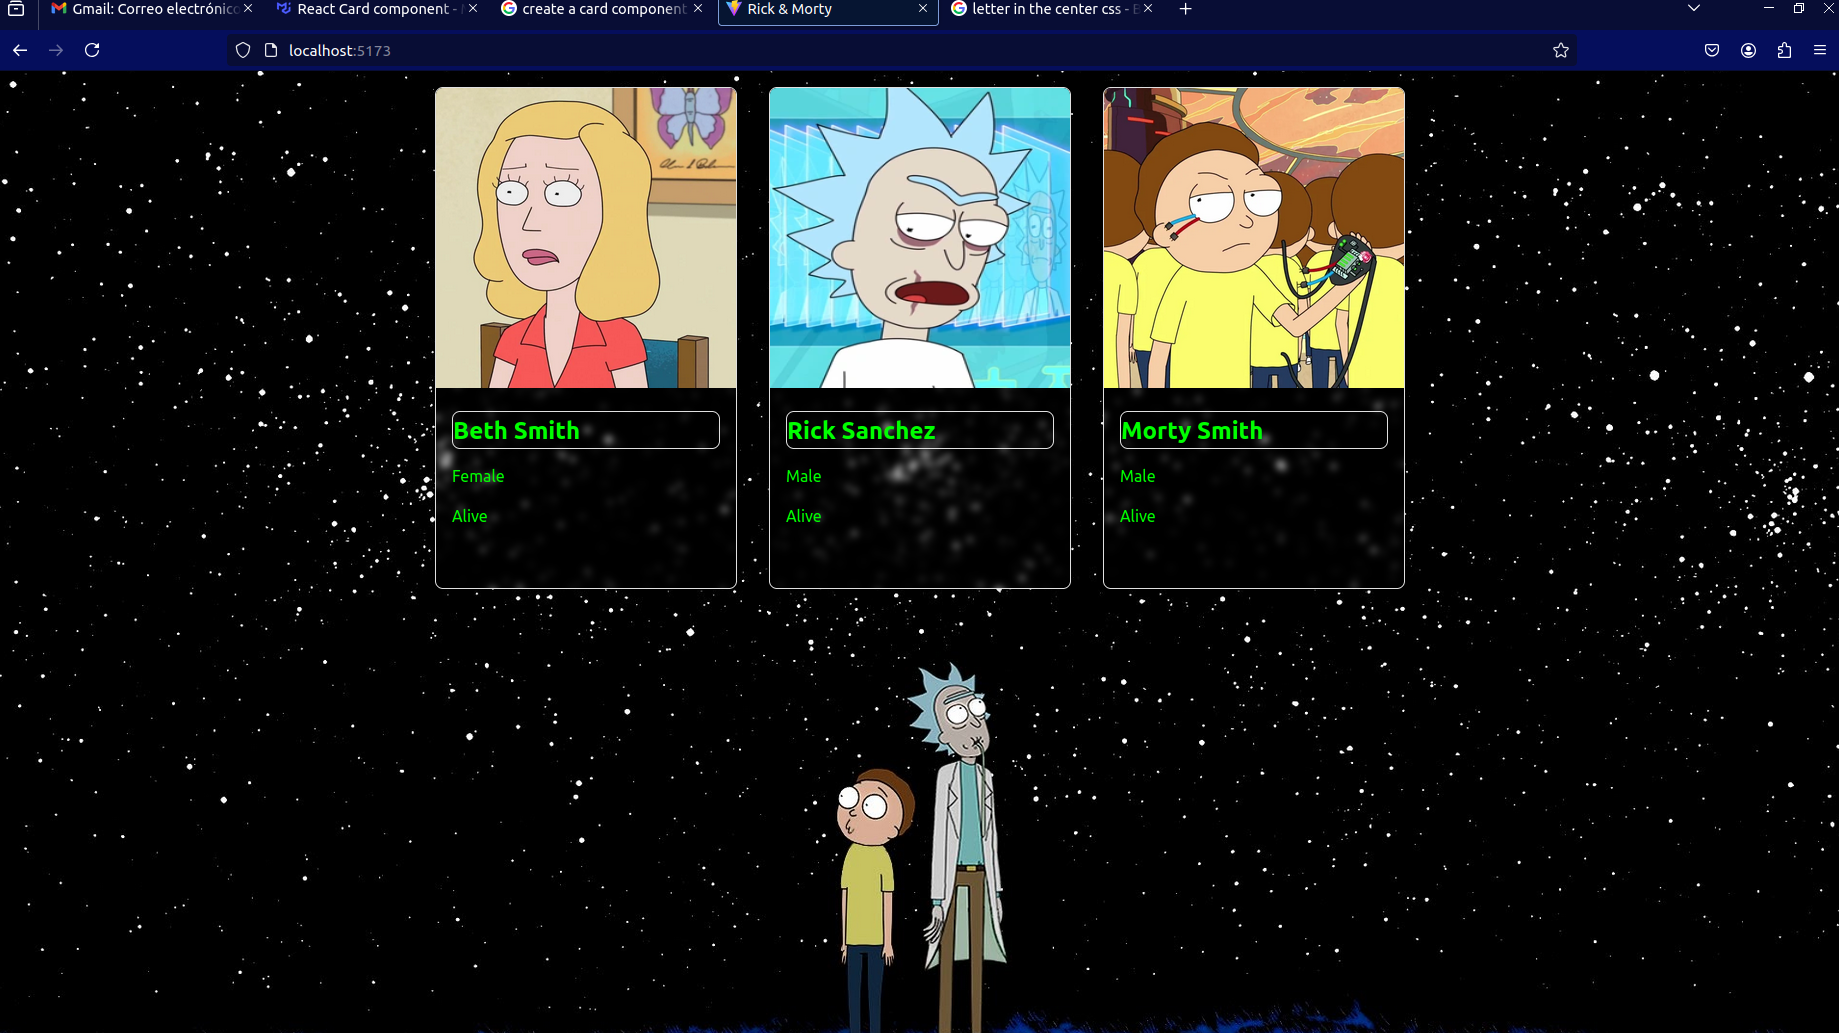 Gmail: Correo electrónico
React Card component -
create a card component
Rick & Morty
letter in the center css -
localhost:5173
Beth Smith
Rick Sanchez
Morty Smith
Female
Male
Male
Alive
Alive
Alive